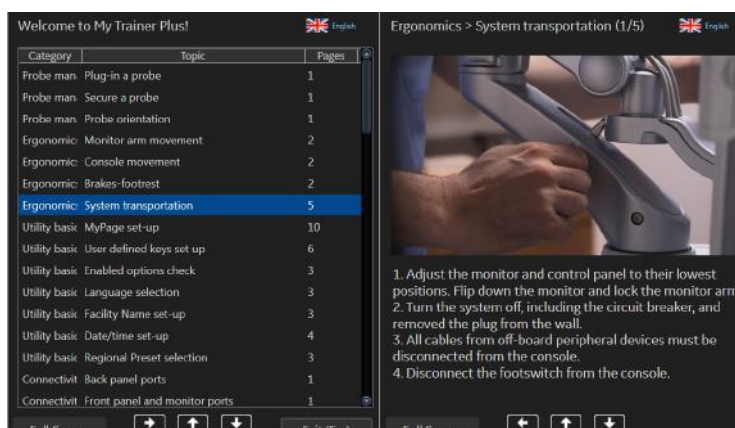 Welcome to My Trainer Plus!
English
Category Topic Pages
Probe man Plug-in a probe 1
Probe man Secure a probe 1
Probe man Probe orientation 1
Ergonomic: Monitor arm movement 2
Ergonomic: Console movement 2
Ergonomic: Brakes-footrest 2
Ergonomic: System transportation 5
Utility basic MyPage set-up 10
Utility basic User defined keys set up 6
Utility basic Enabled options check 3
Utility basic Language selection 3
Utility basic Facility Name set-up 3
Utility basic Date/time set-up 4
Utility basic Regional Preset selection 3
Connectivit Back panel ports 1
Connectivit Front panel and monitor ports 1
Ergonomics > System transportation (1/5)
English
1. Adjust the monitor and control panel to their lowest
positions. Flip down the monitor and lock the monitor arm
2. Turn the system off, including the circuit breaker, and
removed the plug from the wall.
3. All cables from off-board peripheral devices must be
disconnected from the console.
4. Disconnect the footswitch from the console.